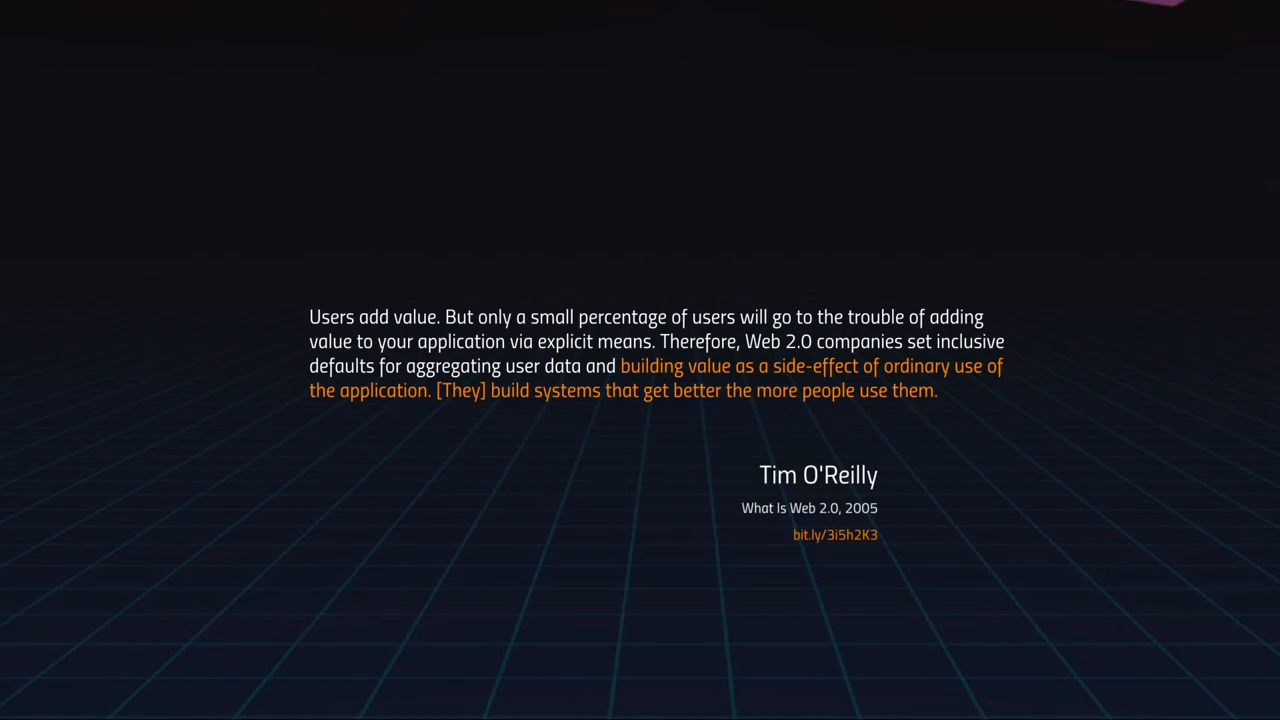 Users add value. But only a small percentage of users will go to the trouble of adding
value to your application via explicit means. Therefore, Web 2.0 companies set inclusive
defaults for aggregating user data and building value as a side-effect of ordinary use of
the application. [They] build systems that get better the more people use them.
Tim O'Reilly
What Is Web 2.0, 2005
bit.ly/3i5h2K3